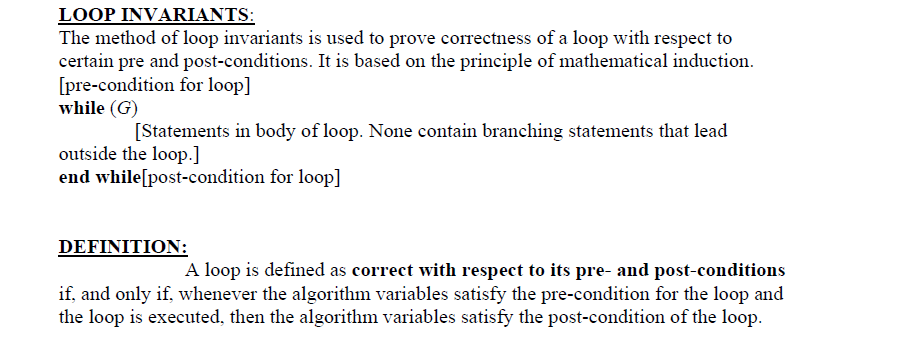 LOOP INVARIANTS:
The method of loop invariants is used to prove correctness of a loop with respect to
certain pre and post-conditions. It is based on the principle of mathematical induction.
[pre-condition for loop]
while (G)
[Statements in body of loop. None contain branching statements that lead
outside the loop.]
end while[post-condition for loop]
DEFINITION:
A loop is defined as correct with respect to its pre- and post-conditions
if, and only if, whenever the algorithm variables satisfy the pre-condition for the loop and
the loop is executed, then the algorithm variables satisfy the post-condition of the loop.